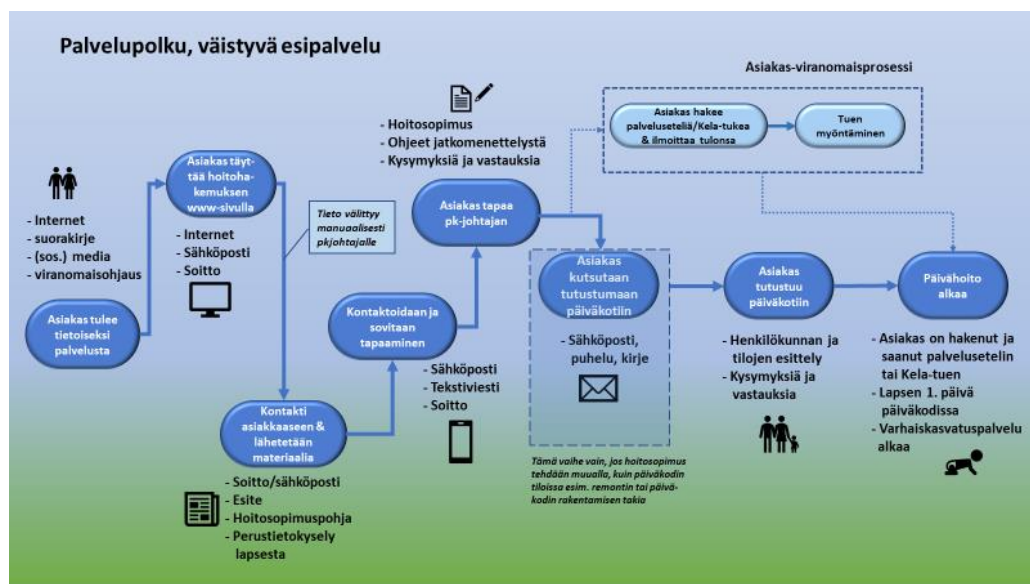 Palvelupolku, väistyvä esipalvelu
Asiakas-viranomaisprosessi
Asiakas hakee
palveluseteliä/Kela-tukea
& ilmoittaa tulonsa
Tuen
myöntäminen
- Hoitosopimus
- Ohjeet jatkomenettelystä
- Kysymyksiä ja vastauksia
Asiakas täyt-
tää hoitoha-
kemuksen
www-sivulla
Asiakas tapaa
pk-johtajan
Tieto välittyy
manuaalisesti
pkjohtajalle
- Internet
- suorakirje
- (sos.) media
- viranomaisohjaus
- Internet
- Sähköposti
- Soitto
Asiakas
kutsutaan
tutustumaan
päiväkotiin
Asiakas
tutustuu
päiväkotiin
Päivähoito
alkaa
Asiakas tulee
tietoiseksi
palvelusta
Kontaktoidaan ja
sovitaan
tapaaminen
- Sähköposti,
puhelu, kirje
- Henkilökunnan ja
tilojen esittely
- Kysymyksiä ja
vastauksia
- Asiakas on hakenut ja
saanut palvelusetelin
tai Kela-tuen
- Lapsen 1. päivä
päiväkodissa
- Varhaiskasvatuspalvelu
alkaa
- Sähköposti
- Tekstiviesti
- Soitto
Kontakti
asiakkaaseen &
lähetetään
materiaalia
Tämä vaihe vain, jos hoitosopimus
tehdään muualla, kuin päiväkodin
tiloissa esim. remontin tai päivä-
kodin rakentamisen takia
- Soitto/sähköposti
- Esite
- Hoitosopimuspohja
- Perustietokysely
lapsesta